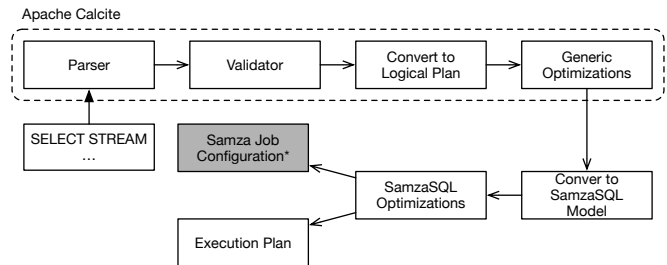 Apache Calcite
Parser
Validator
Convert to
Logical Plan
Generic
Optimizations
SELECT STREAM
...
Samza Job
Configuration*
SamzaSQL
Optimizations
Conver to
SamzaSQL
Model
Execution Plan